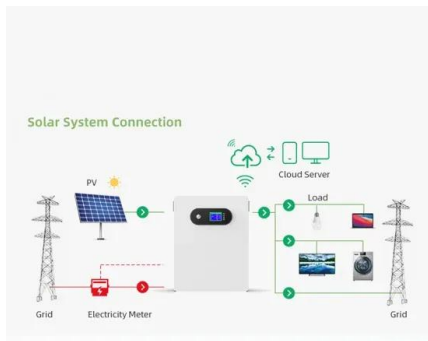 Solar System Connection
PV
Cloud Server
Load
Grid
Electricity Meter
Grid